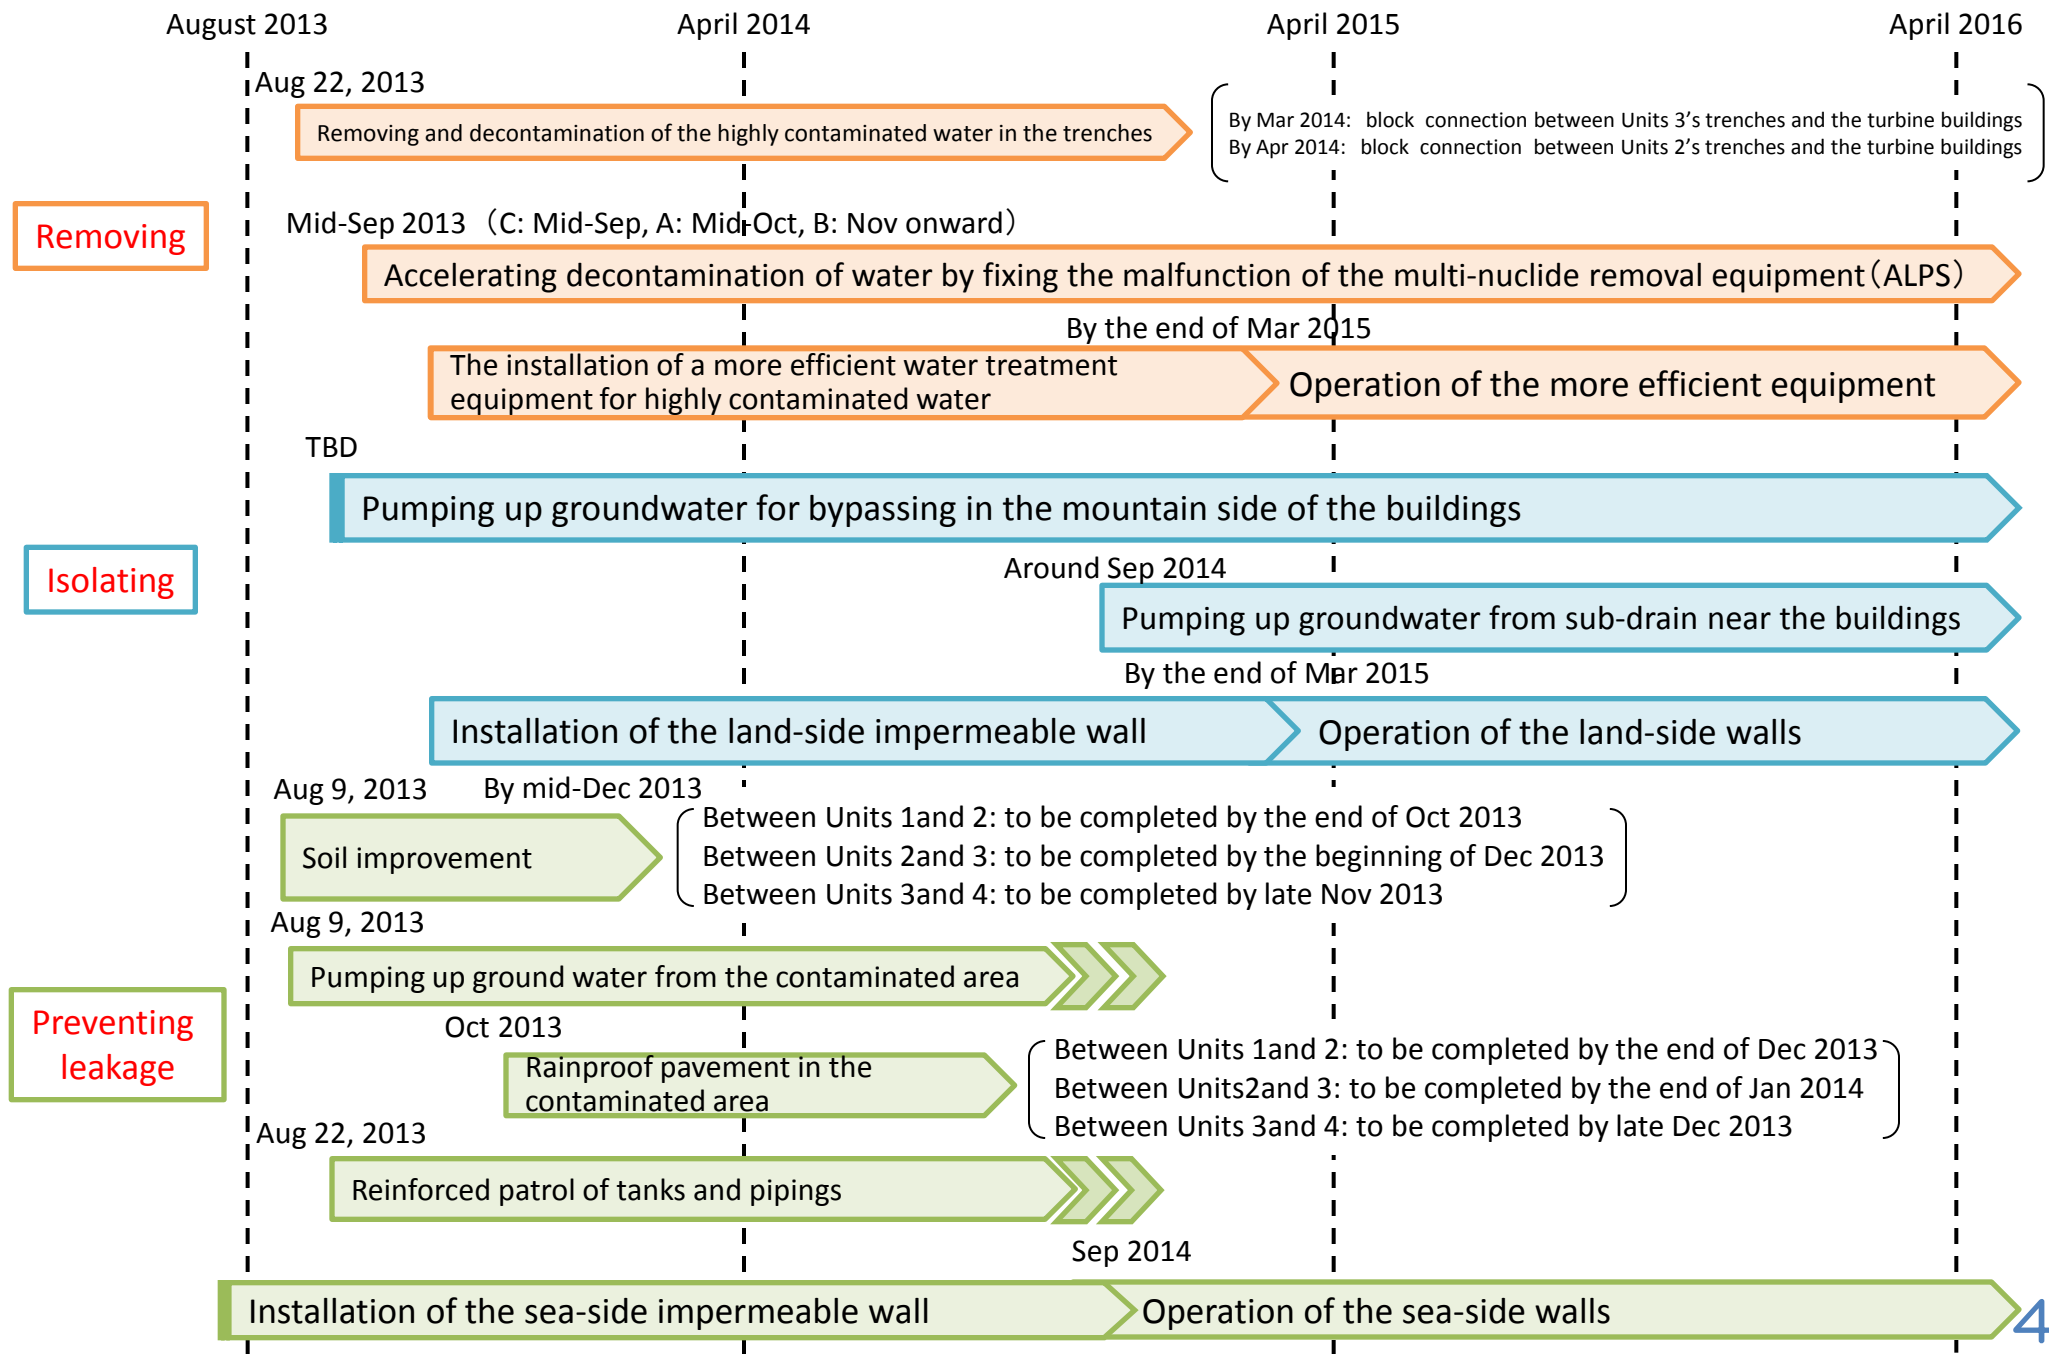 August 2013
April 2014
April 2015
April 2016
Aug 22, 2013
Removing and decontamination of the highly contaminated water in the trenches
By Mar 2014: block connection between Units 3's trenches and the turbine buildings
By Apr 2014: block connection between Units 2's trenches and the turbine buildings
Removing
Mid-Sep 2013 （C: Mid-Sep, A: Mid-Oct, B: Nov onward）
Accelerating decontamination of water by fixing the malfunction of the multi-nuclide removal equipment（ALPS）
By the end of Mar 2015
The installation of a more efficient water treatment
equipment for highly contaminated water
Operation of the more efficient equipment
TBD
Pumping up groundwater for bypassing in the mountain side of the buildings
Isolating
Around Sep 2014
Pumping up groundwater from sub-drain near the buildings
By the end of Mar 2015
Installation of the land-side impermeable wall
Operation of the land-side walls
Aug 9, 2013
By mid-Dec 2013
Soil improvement
Between Units 1and 2: to be completed by the end of Oct 2013
Between Units 2and 3: to be completed by the beginning of Dec 2013
Between Units 3and 4: to be completed by late Nov 2013
Aug 9, 2013
Pumping up ground water from the contaminated area
Preventing
leakage
Oct 2013
Rainproof pavement in the
contaminated area
Between Units 1and 2: to be completed by the end of Dec 2013
Between Units2and 3: to be completed by the end of Jan 2014
Between Units 3and 4: to be completed by late Dec 2013
Aug 22, 2013
Reinforced patrol of tanks and pipings
Sep 2014
Installation of the sea-side impermeable wall
Operation of the sea-side walls
4